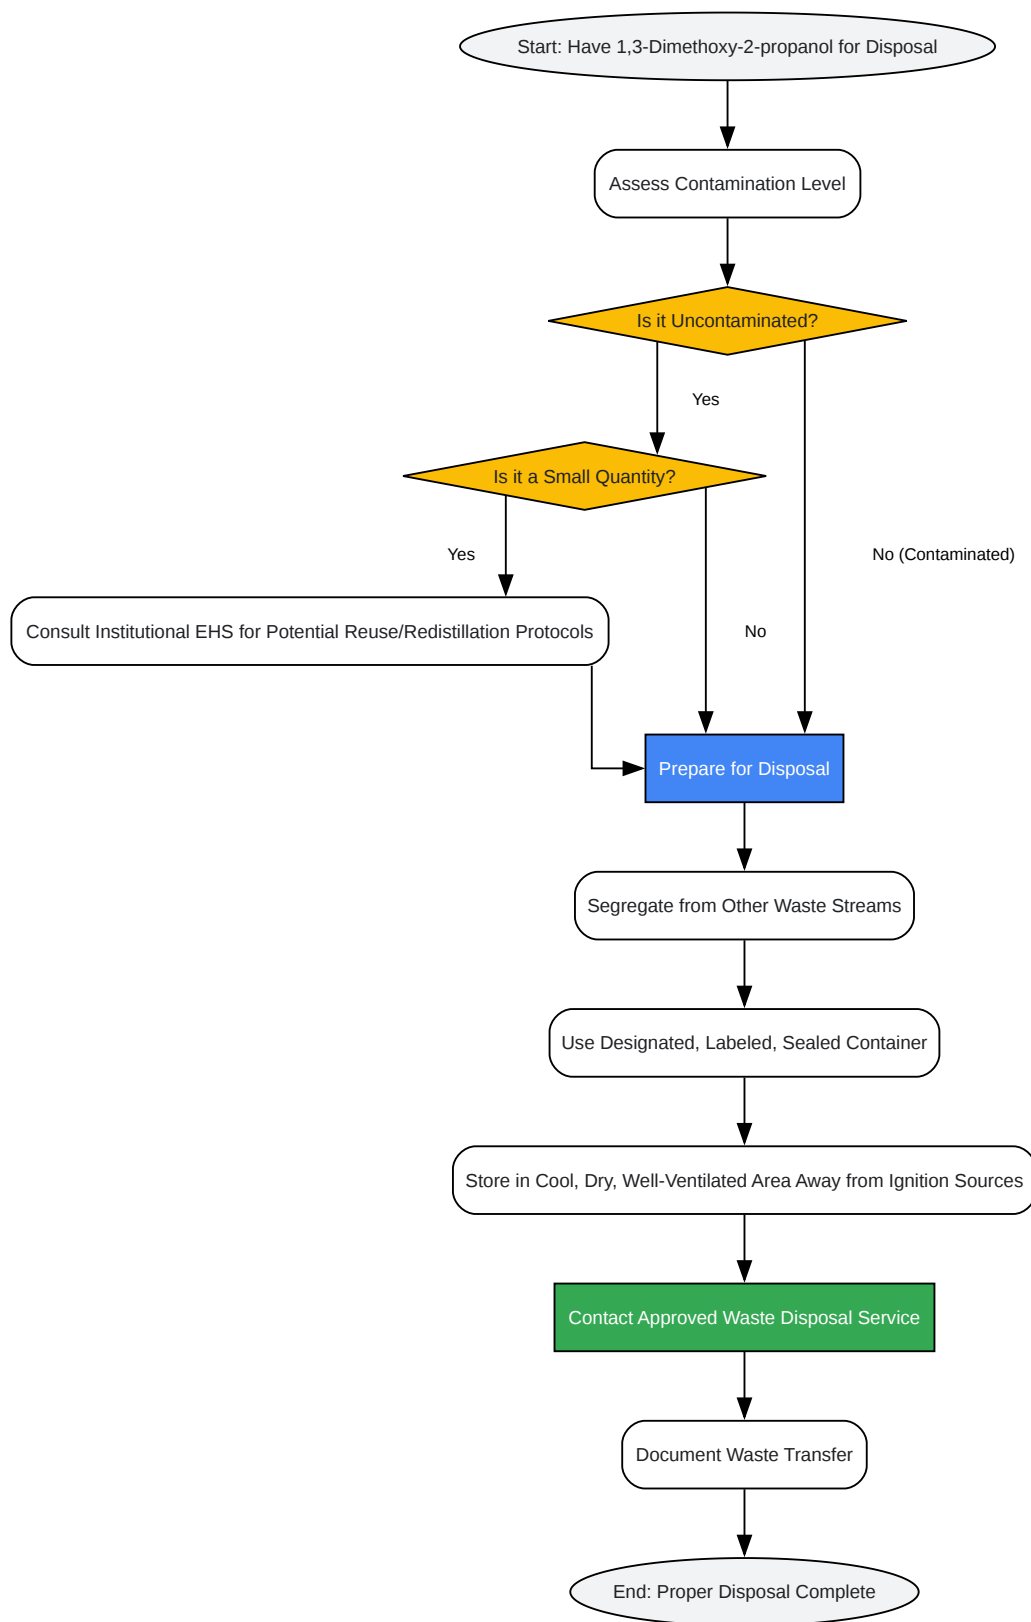 Start: Have 1,3-Dimethoxy-2-propanol for Disposal
Assess Contamination Level
Is it Uncontaminated?
Yes
Is it a Small Quantity?
Yes
No (Contaminated)
Consult Institutional EHS for Potential Reuse/Redistillation Protocols
No
Prepare for Disposal
Segregate from Other Waste Streams
Use Designated, Labeled, Sealed Container
Store in Cool, Dry, Well-Ventilated Area Away from Ignition Sources
Contact Approved Waste Disposal Service
Document Waste Transfer
End: Proper Disposal Complete